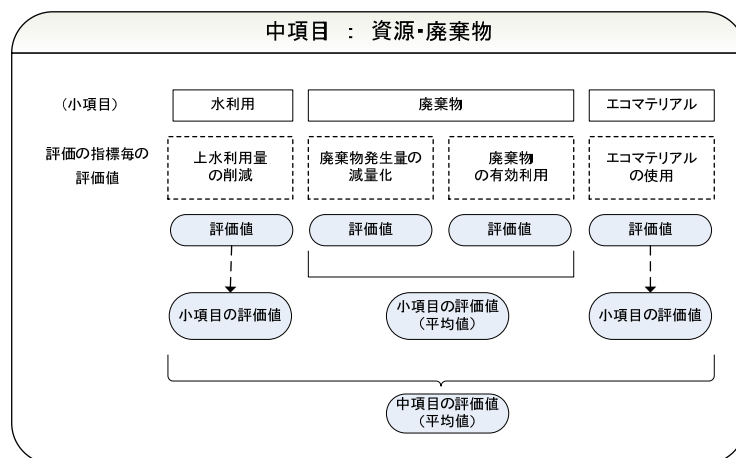 中項目 : 資源・廃棄物
(小項目)
水利用
廃棄物
エコマテリアル
評価の指標毎の
評価値
上水利用量
の削減
廃棄物発生量の
減量化
廃棄物
の有効利用
エコマテリアル
の使用
評価値
評価値
評価値
評価値
小項目の評価値
小項目の評価値
(平均値)
小項目の評価値
中項目の評価値
(平均値)